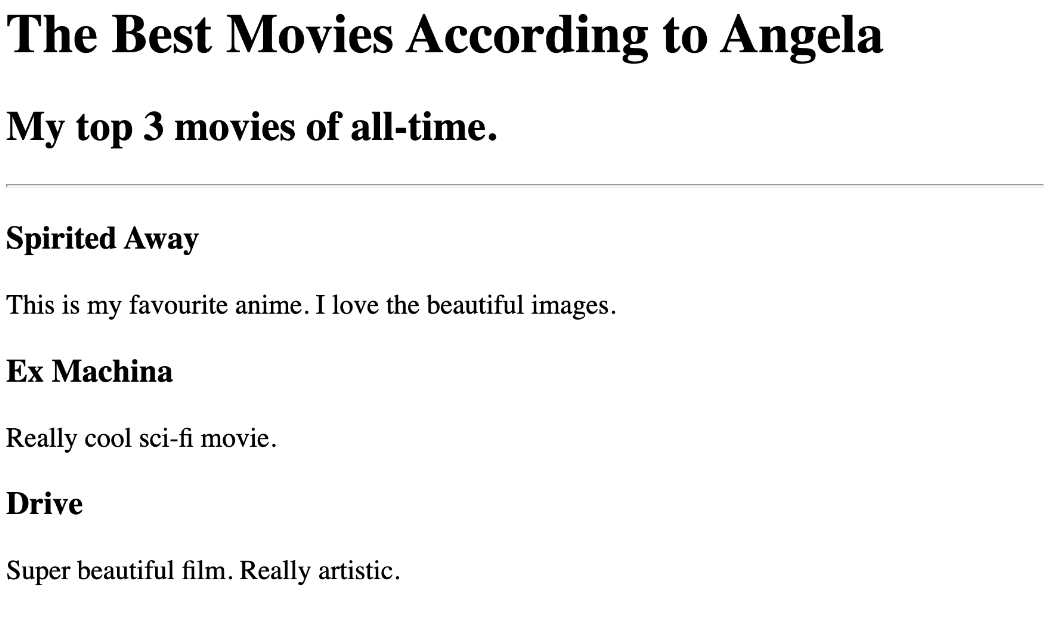 The Best Movies According to Angela
My top 3 movies of all-time.
Spirited Away
This is my favourite anime. I love the beautiful images.
Ex Machina
Really cool sci-fi movie.
Drive
Super beautiful film. Really artistic.